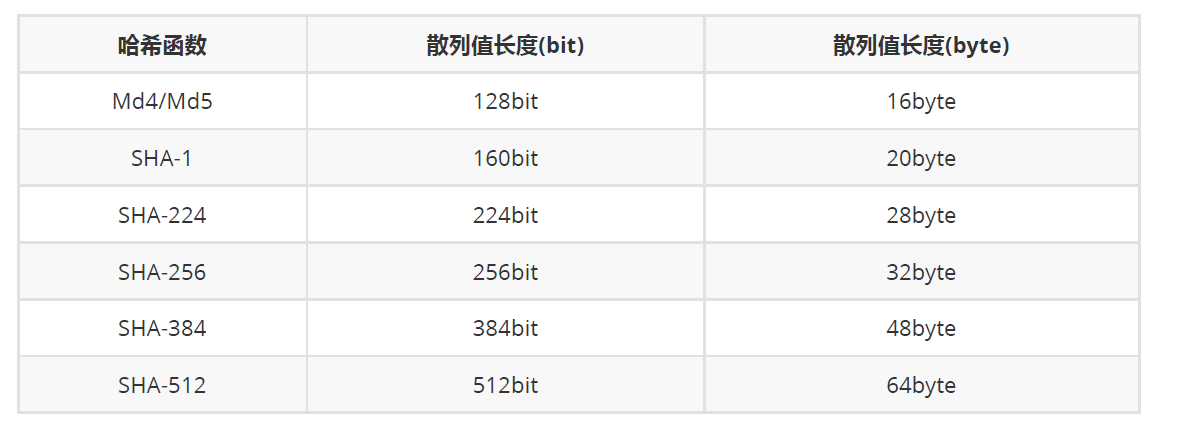 哈希函数 散列值长度(bit) 散列值长度(byte)
Md4/Md5 128bit 16byte
SHA-1 160bit 20byte
SHA-224 224bit 28byte
SHA-256 256bit 32byte
SHA-384 384bit 48byte
SHA-512 512bit 64byte